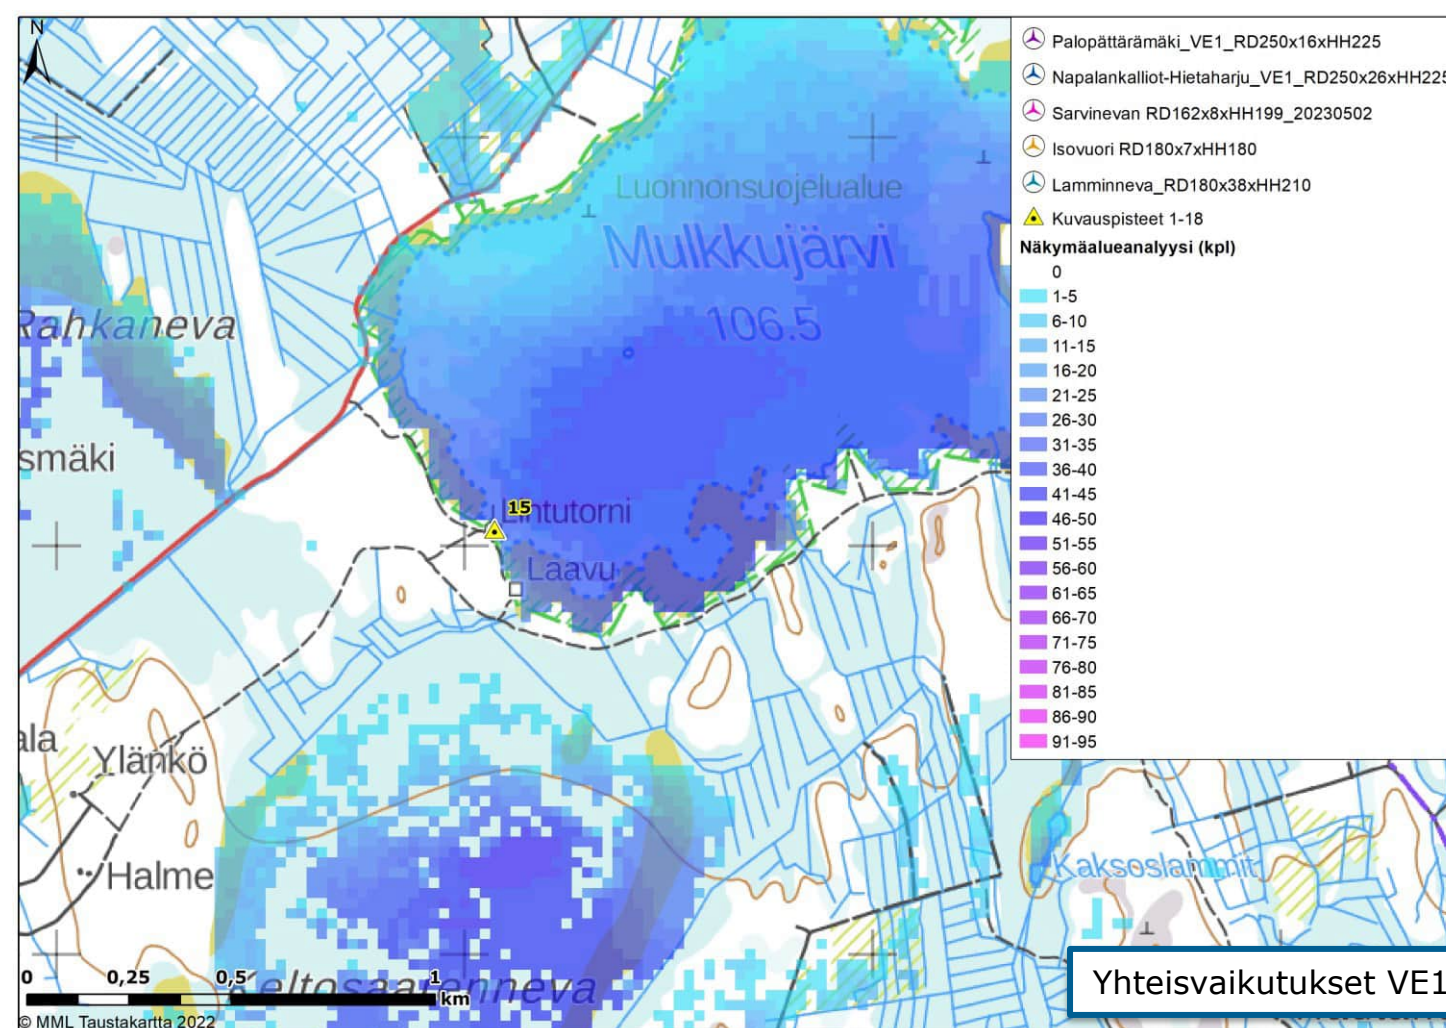 N
Palopättärämäki_VE1_RD250x16xHH225
Napalankalliot-Hietaharju_VE1_RD250x26xHH225
Sarvinevan RD162x8xHH199_20230502
Isovuori RD180x7xHH180
Lamminneva_RD180x38xHH210
Kuvauspisteet 1-18
Näkymäalueanalyysi (kpl)
0
1-5
6-10
11-15
16-20
21-25
26-30
31-35
36-40
41-45
46-50
51-55
56-60
61-65
66-70
71-75
76-80
81-85
86-90
91-95
Luonnonsuojelualue
Mulkkujärvi
106.5
Rahkaneva
smäki
15
Lintutorni
Laavu
ala
Ylänkö
Halme
Kaksoslammit
0 0,25 0,5 1
km
Yhteisvaikutukset VE1
© MML Taustakartta 2022